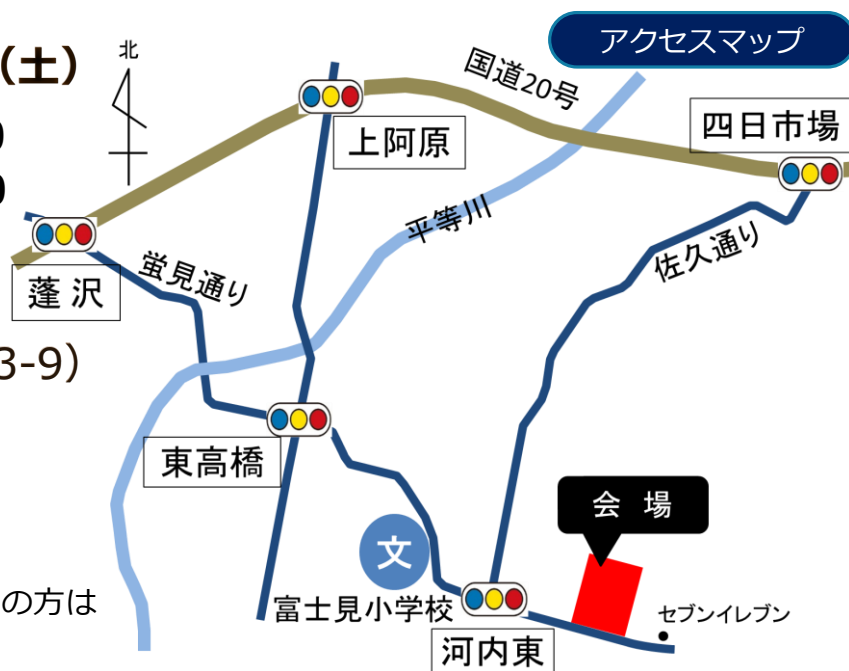 アクセスマップ
(土)
北
国道20号
四日市場
上阿原
0
0
平等川
佐久通り
蛍見通り
蓬沢
3-9)
東高橋
会場
文
の方は
富士見小学校
セブンイレブン
河内東